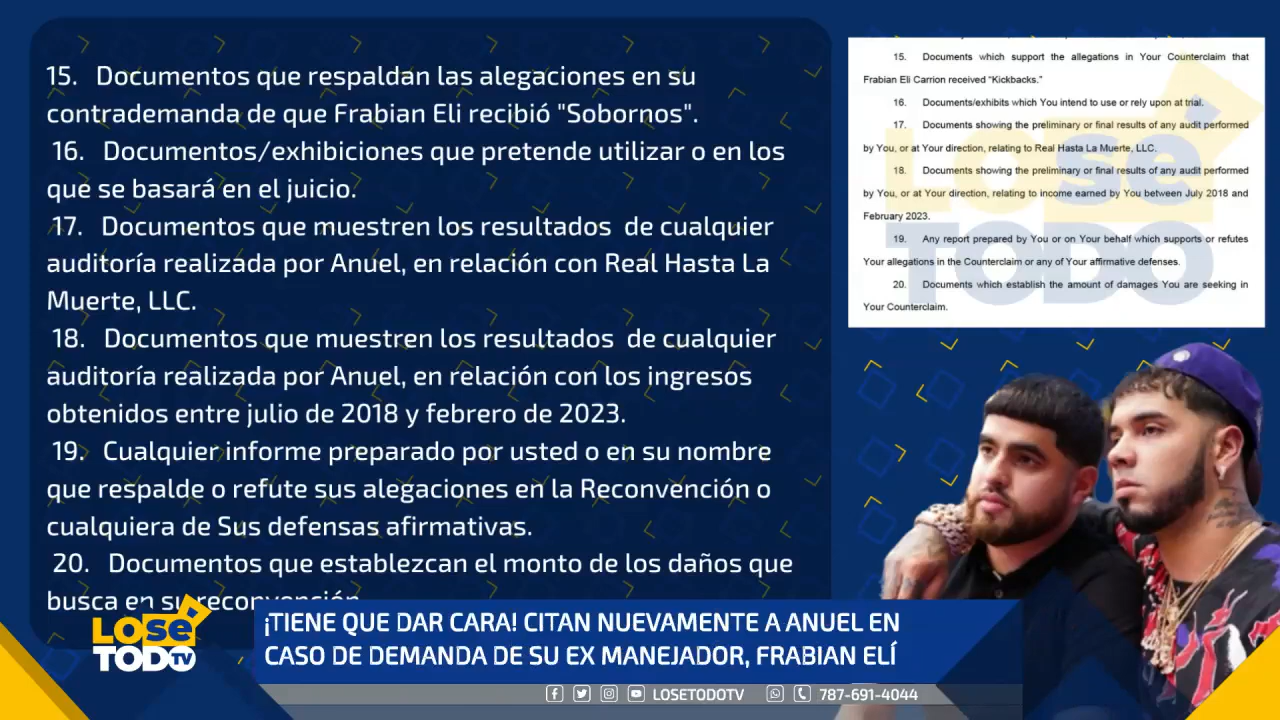 15. Documentos que respaldan las alegaciones en su
contrademanda de que Frabian Eli recibió "Sobornos".
16. Documentos/exhibiciones que pretende utilizar o en los
que se basará en el juicio.
17. Documentos que muestren los resultados de cualquier
auditoría realizada por Anuel, en relación con Real Hasta La
Muerte, LLC.
18. Documentos que muestren los resultados de cualquier
auditoría realizada por Anuel, en relación con los ingresos
obtenidos entre julio de 2018 y febrero de 2023.
19. Cualquier informe preparado por usted o en su nombre
que respalde o refute sus alegaciones en la Reconvención o
cualquiera de Sus defensas afirmativas.
20. Documentos que establezcan el monto de los daños que
busca en su reconvención.
15. Documents which support the allegations in Your Counterclaim that
Frabian Eli Carrion received “Kickbacks.”
16. Documents/exhibits which You intend to use or rely upon at trial.
17. Documents showing the preliminary or final results of any audit performed
by You, or at Your direction, relating to Real Hasta La Muerte, LLC.
18. Documents showing the preliminary or final results of any audit performed
by You, or at Your direction, relating to income earned by You between July 2018 and
February 2023.
19. Any report prepared by You or on Your behalf which supports or refutes
Your allegations in the Counterclaim or any of Your affirmative defenses.
20. Documents which establish the amount of damages You are seeking in
Your Counterclaim.
LO sé
TODO
LO sé
TODO TV
¡TIENE QUE DAR CARA! CITAN NUEVAMENTE A ANUEL EN
CASO DE DEMANDA DE SU EX MANEJADOR, FRABIAN ELÍ
LOSETODOTV 787-691-4044